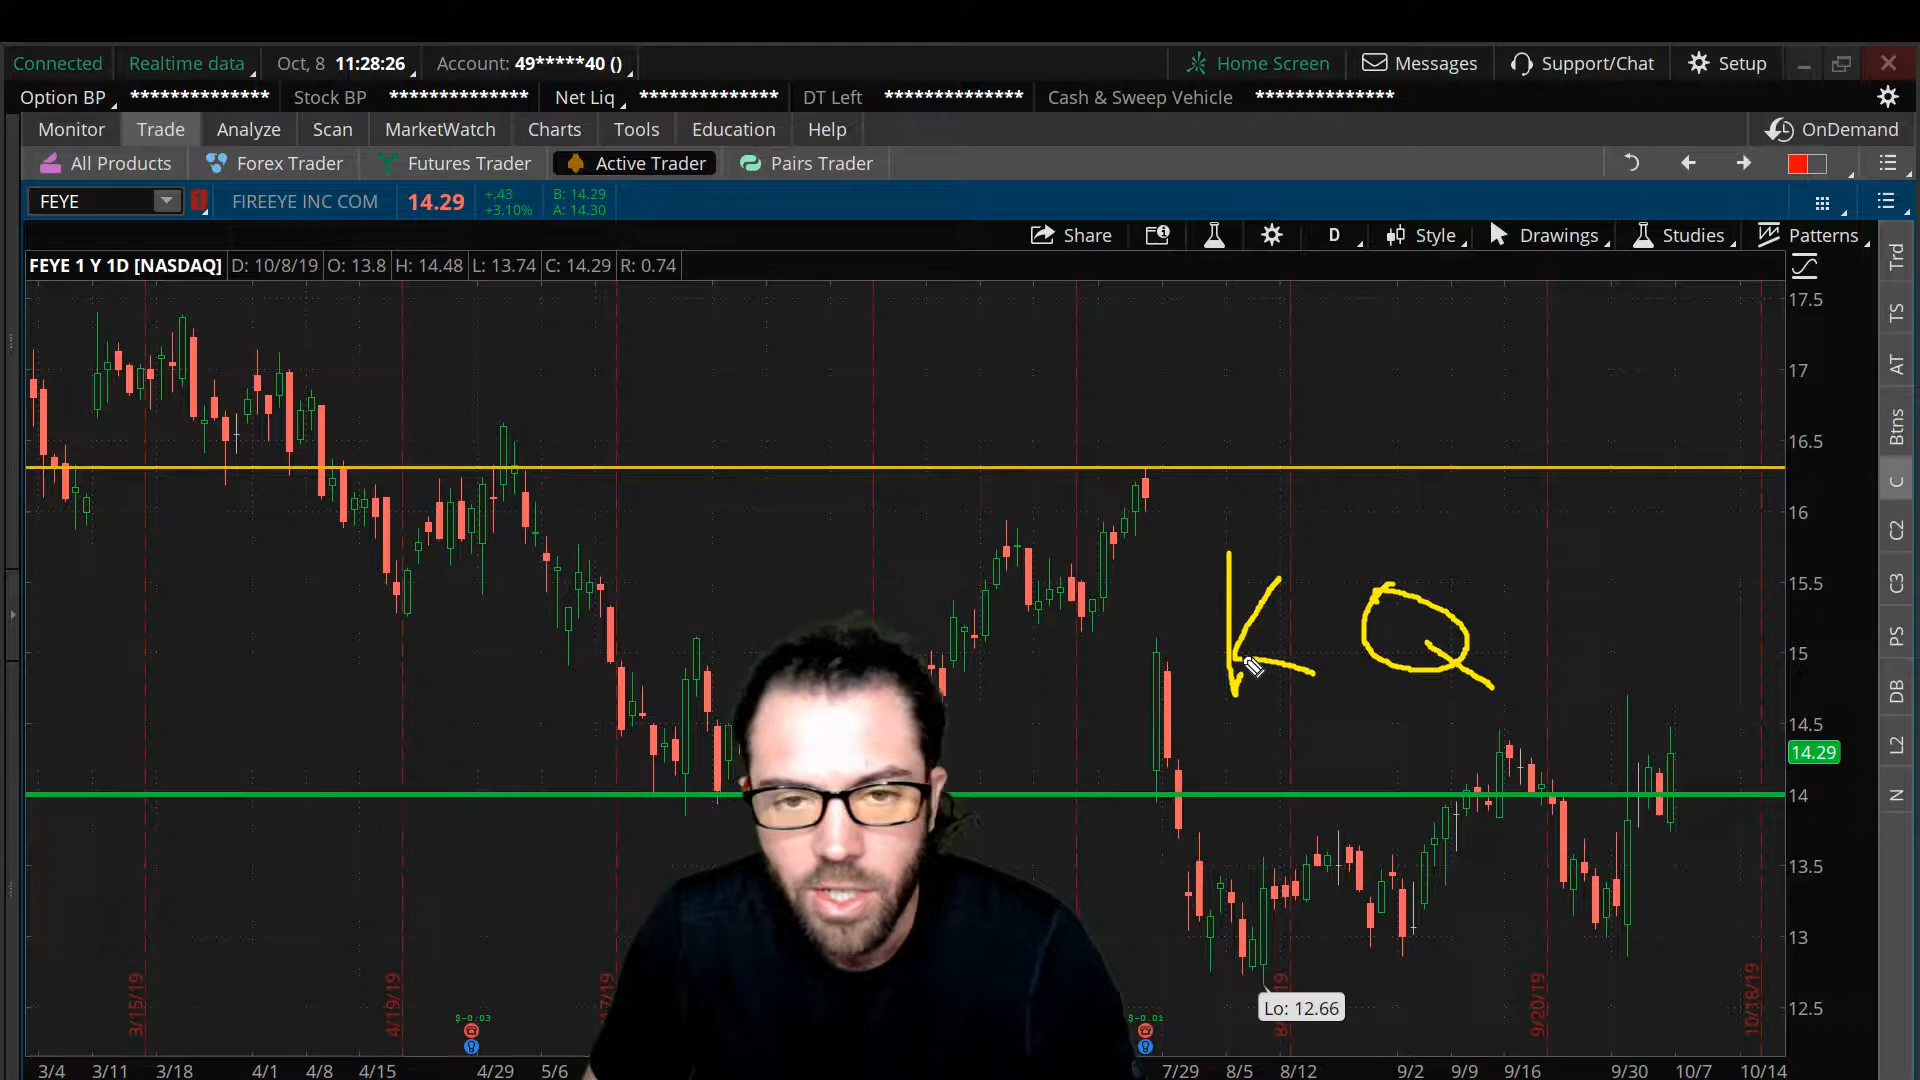 Connected Realtime data Oct, 8 11:28:26 Account: 49*****40 () Home Screen Messages Support/Chat Setup
Option BP ************** Stock BP ************** Net Liq ************** DT Left ************** Cash & Sweep Vehicle **************
Monitor Trade Analyze Scan MarketWatch Charts Tools Education Help OnDemand
All Products Forex Trader Futures Trader Active Trader Pairs Trader
FEYE 1 FIREEYE INC COM 14.29 +.43 B: 14.29
+3.10% A: 14.30
Share D Style Drawings Studies Patterns
FEYE 1 Y 1D [NASDAQ] D: 10/8/19 O: 13.8 H: 14.48 L: 13.74 C: 14.29 R: 0.74
Trd
TS
AT
Btns
C
C2
C3
PS
DB
L2
N
17.5
17
16.5
16
15.5
K Q
15
14.5
14.29
14
13.5
13
12.5
Lo: 12.66
3/15/19 4/19/19 9/20/19 10/18/19
$-0.03 $-0.01
3/4 3/11 3/18 4/1 4/8 4/15 4/29 5/6 7/29 8/5 8/12 9/2 9/9 9/16 9/30 10/7 10/14